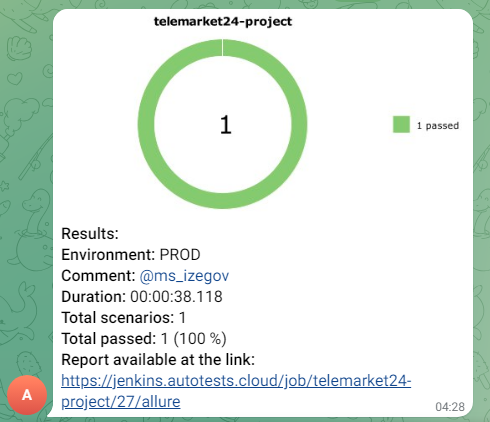 telemarket24-project
1
1 passed
Results:
Environment: PROD
Comment: @ms_izegov
Duration: 00:00:38.118
Total scenarios: 1
Total passed: 1 (100 %)
Report available at the link:
https://jenkins.autotests.cloud/job/telemarket24-
project/27/allure
A
04:28